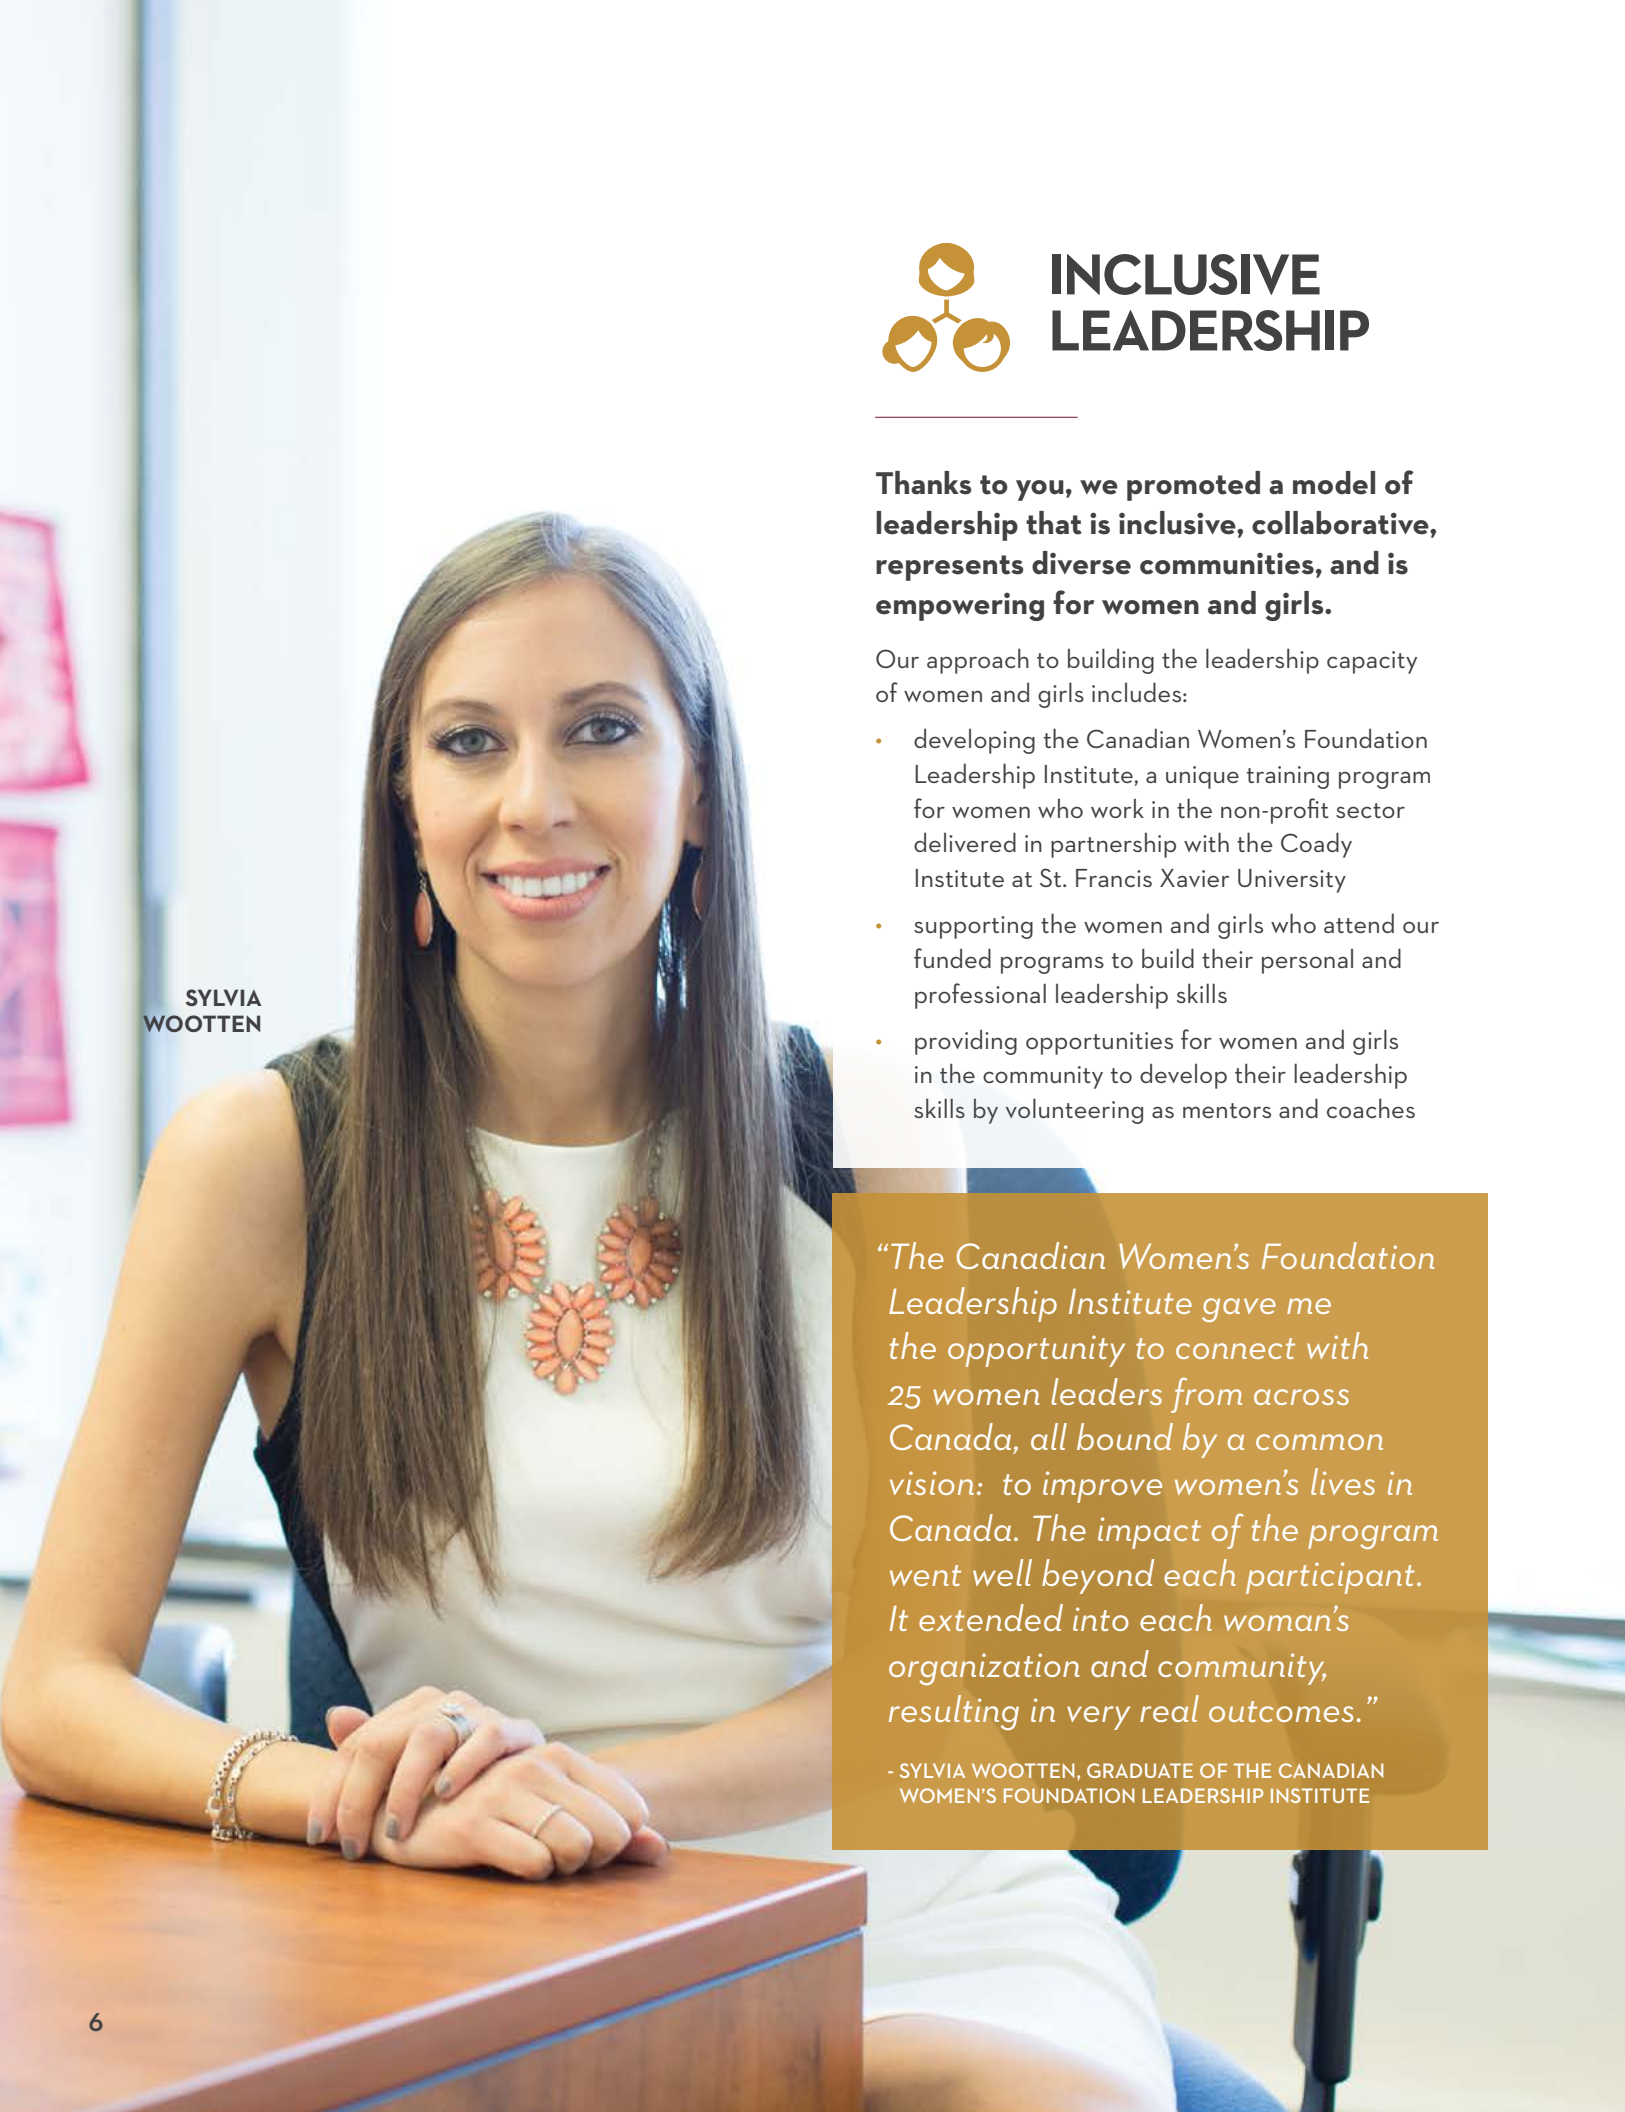 INCLUSIVE
LEADERSHIP
Thanks to you, we promoted a model of
leadership that is inclusive, collaborative,
represents diverse communities, and is
empowering for women and girls.
Our approach to building the leadership capacity
of women and girls includes:
• developing the Canadian Women’s Foundation
Leadership Institute, a unique training program
for women who work in the non-profit sector
delivered in partnership with the Coady
Institute at St. Francis Xavier University
• supporting the women and girls who attend our
funded programs to build their personal and
professional leadership skills
• providing opportunities for women and girls
in the community to develop their leadership
skills by volunteering as mentors and coaches
SYLVIA
WOOTTEN
“The Canadian Women’s Foundation
Leadership Institute gave me
the opportunity to connect with
25 women leaders from across
Canada, all bound by a common
vision: to improve women’s lives in
Canada. The impact of the program
went well beyond each participant.
It extended into each woman’s
organization and community,
resulting in very real outcomes.”
- SYLVIA WOOTTEN, GRADUATE OF THE CANADIAN
WOMEN’S FOUNDATION LEADERSHIP INSTITUTE
6